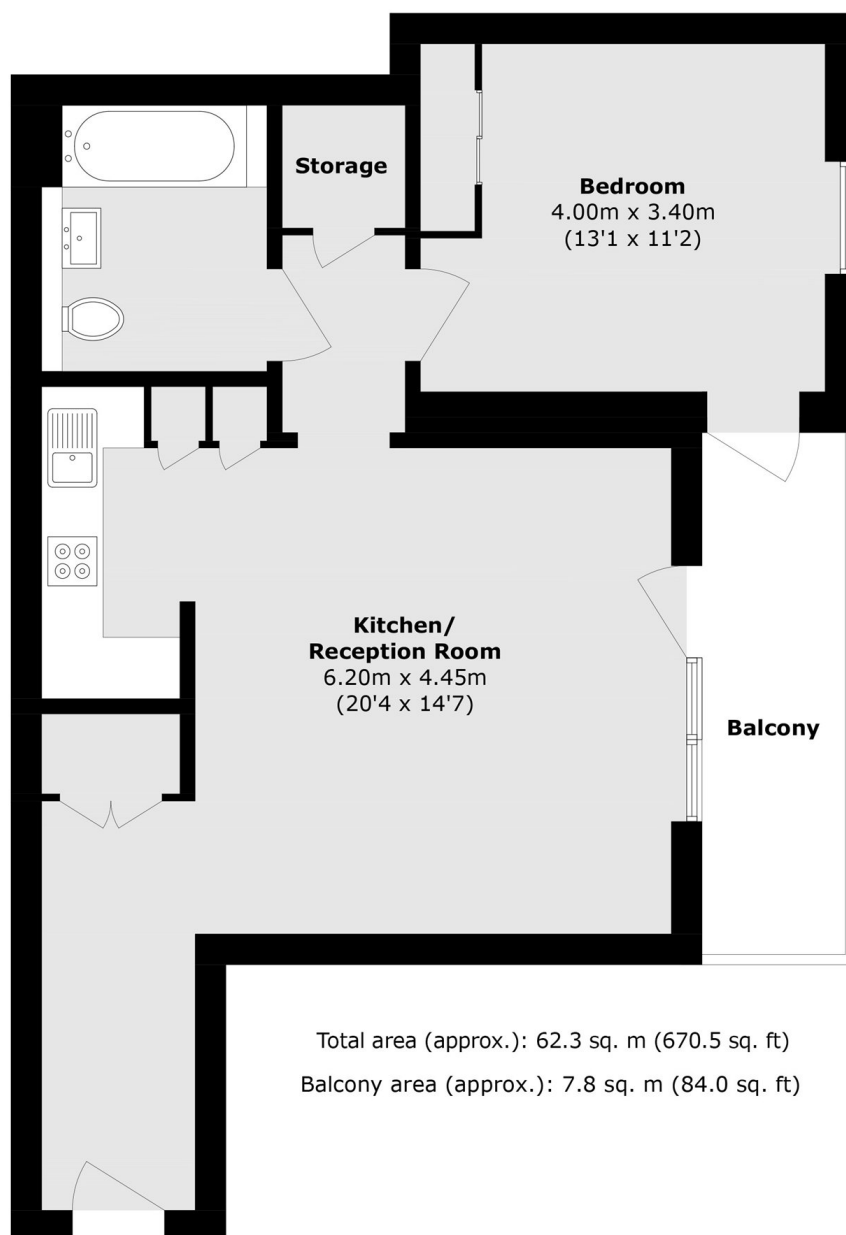 Storage
Bedroom
4.00m x 3.40m
(13'1 x 11'2)
Kitchen/
Reception Room
6.20m x 4.45m
(20'4 x 14'7)
Balcony
Total area (approx.): 62.3 sq. m (670.5 sq. ft)
Balcony area (approx.): 7.8 sq. m (84.0 sq. ft)